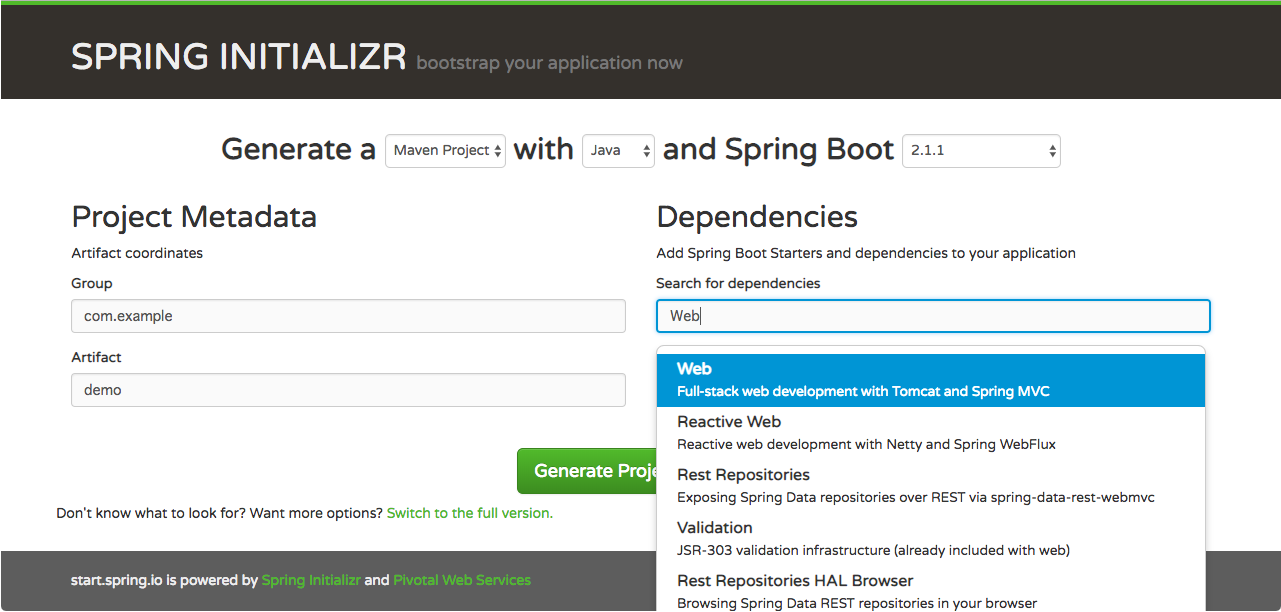 SPRING INITIALIZR bootstrap your application now
Generate a Maven Project with Java and Spring Boot 2.1.1
Project Metadata
Artifact coordinates
Group
com.example
Artifact
demo
Dependencies
Add Spring Boot Starters and dependencies to your application
Search for dependencies
Web
Web
Full-stack web development with Tomcat and Spring MVC
Reactive Web
Reactive web development with Netty and Spring WebFlux
Rest Repositories
Exposing Spring Data repositories over REST via spring-data-rest-webmvc
Validation
JSR-303 validation infrastructure (already included with web)
Rest Repositories HAL Browser
Browsing Spring Data REST repositories in your browser
Generate Proje
Don't know what to look for? Want more options? Switch to the full version.
start.spring.io is powered by Spring Initializr and Pivotal Web Services